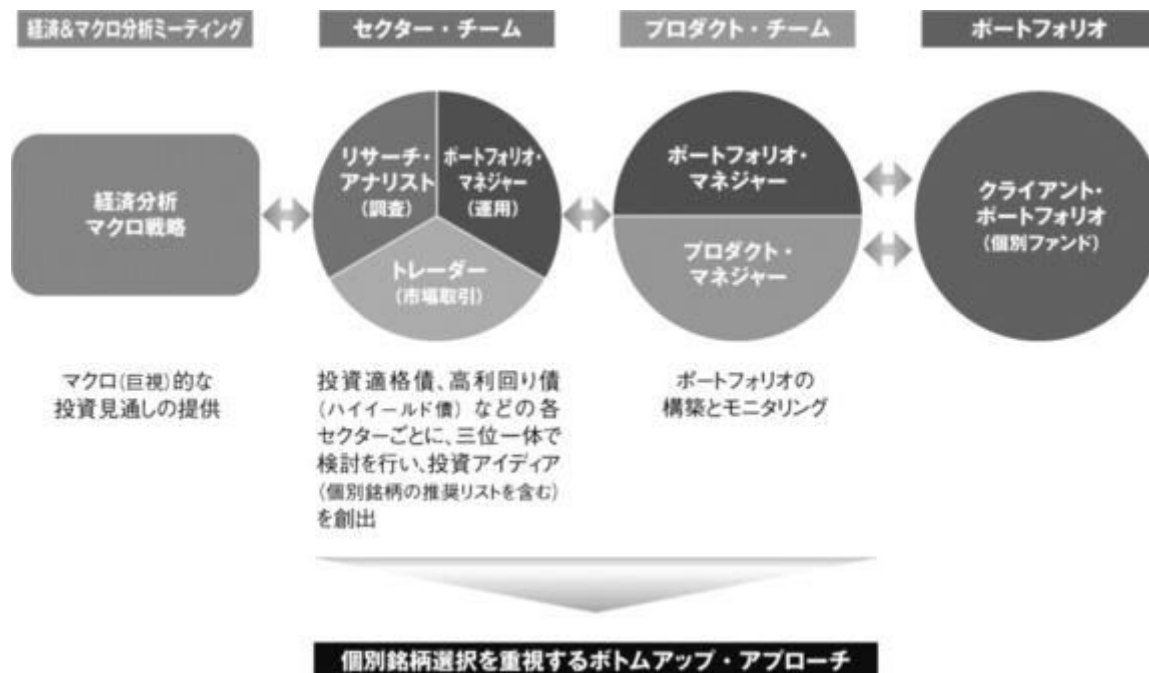 経済&マクロ分析ミーティング
セクター・チーム
プロダクト・チーム
ポートフォリオ
経済分析
マクロ戦略
リサーチ・
アナリスト
(調査)
ポートフォリオ・
マネジャー
(運用)
トレーダー
(市場取引)
ポートフォリオ・
マネジャー
プロダクト・
マネジャー
クライアント・
ポートフォリオ
(個別ファンド)
マクロ(巨視)的な
投資見通しの提供
投資適格債、高利回り債
(ハイイールド債)などの各
セクターごとに、三位一体で
検討を行い、投資アイディア
(個別銘柄の推奨リストを含む)
を創出
ポートフォリオの
構築とモニタリング
個別銘柄選択を重視するボトムアップ・アプローチ